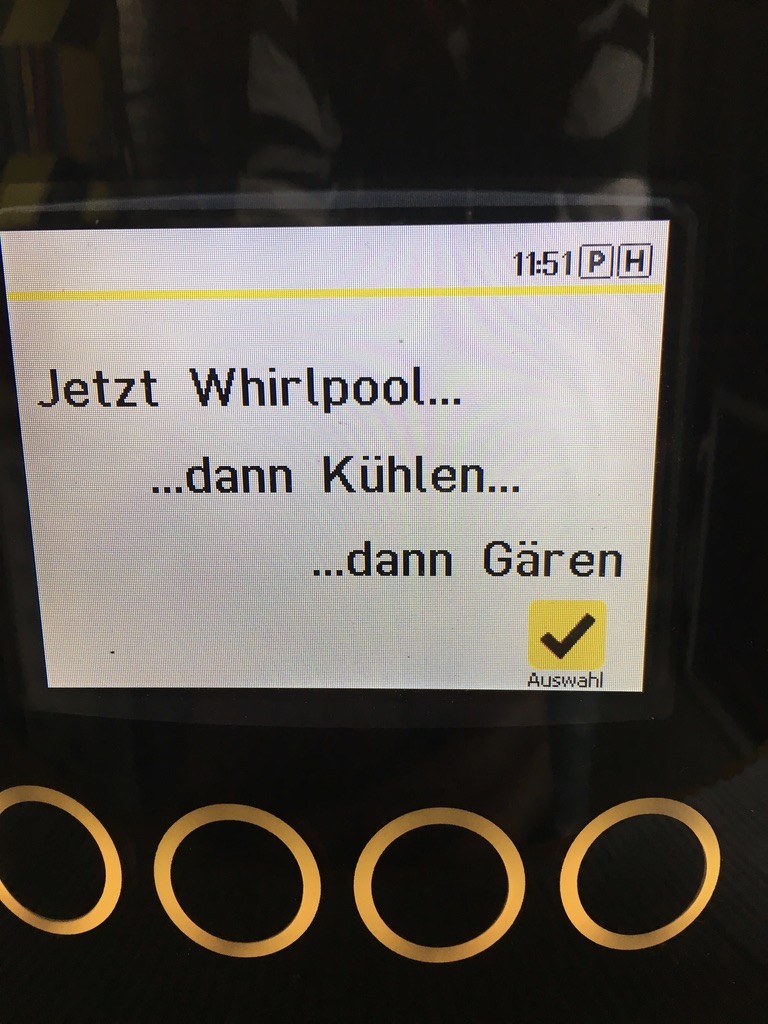 11:51 P H
Jetzt Whirlpool...
...dann Kühlen...
...dann Gären
Auswahl